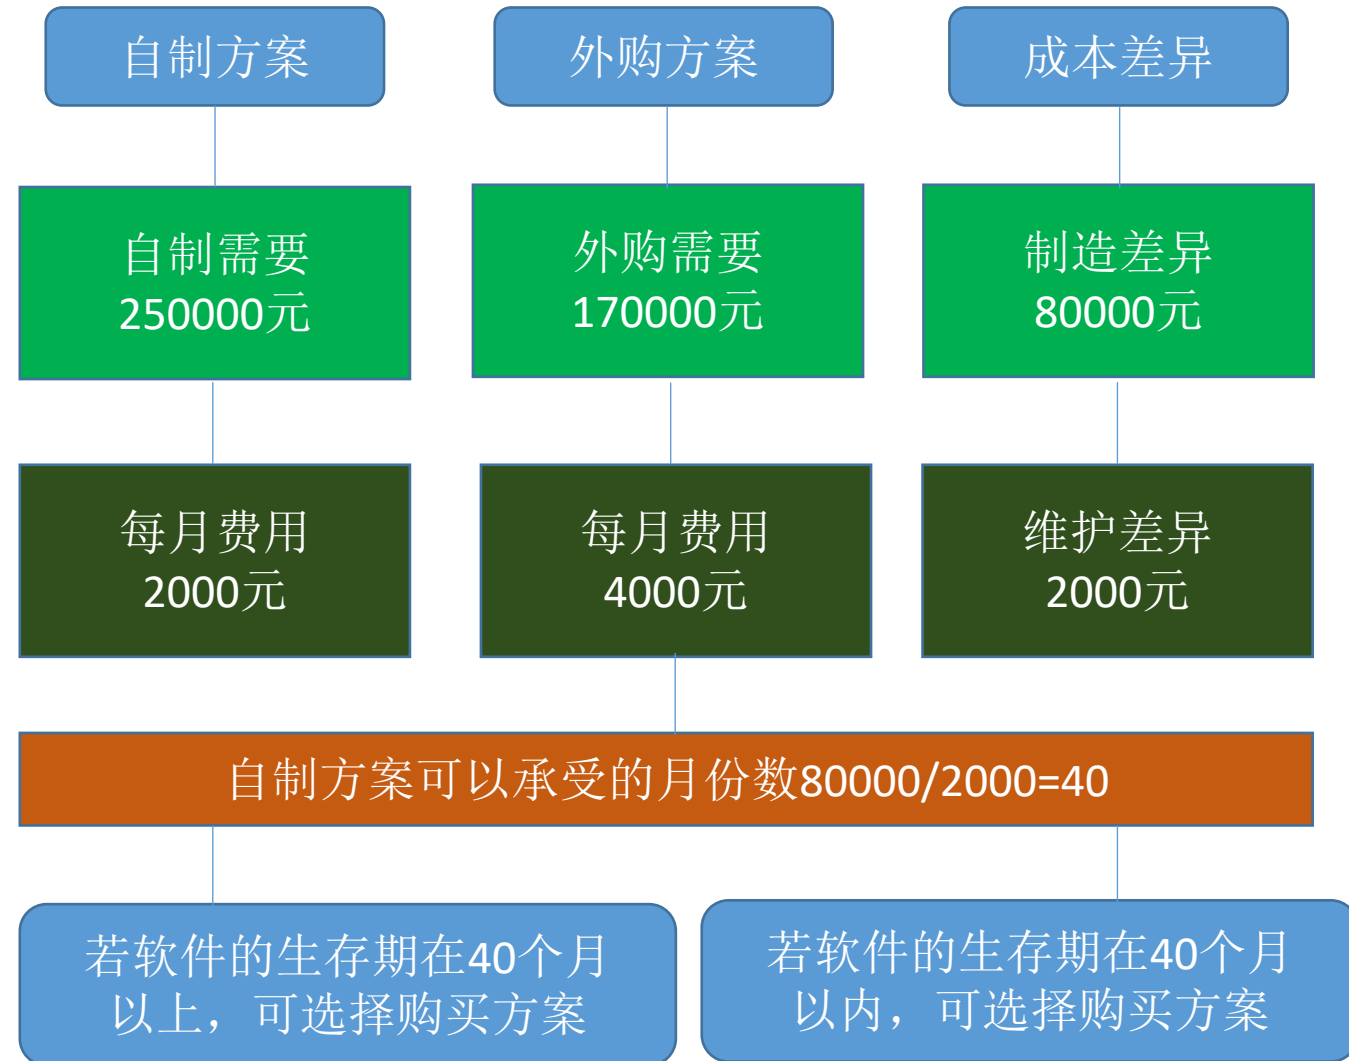 自制方案
外购方案
成本差异
自制需要
250000元
外购需要
170000元
制造差异
80000元
每月费用
2000元
每月费用
4000元
维护差异
2000元
自制方案可以承受的月份数80000/2000=40
若软件的生存期在40个月
以上，可选择购买方案
若软件的生存期在40个月
以内，可选择购买方案